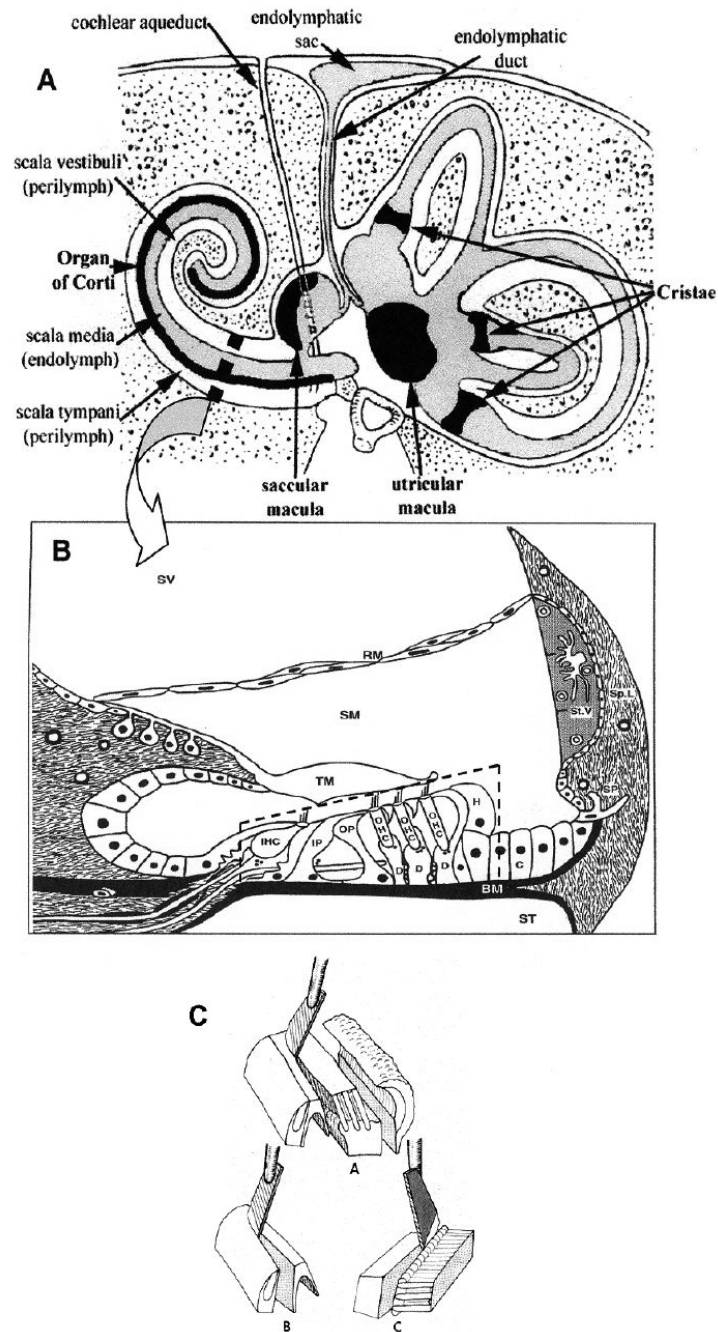 cochlear aqueduct
endolymphatic
sac
endolymphatic
duct
A
scala vestibuli
(perilymph)
Organ
of Corti
scala media
(endolymph)
scala tympani
(perilymph)
Cristae
saccular
macula
utricular
macula
B
SV
RM
SM
St.V
Sp.L
TM
SP
H
IHC
IP
OP
OHC
OHC
OHC
D
D
D
C
BM
ST
C
A
B
C